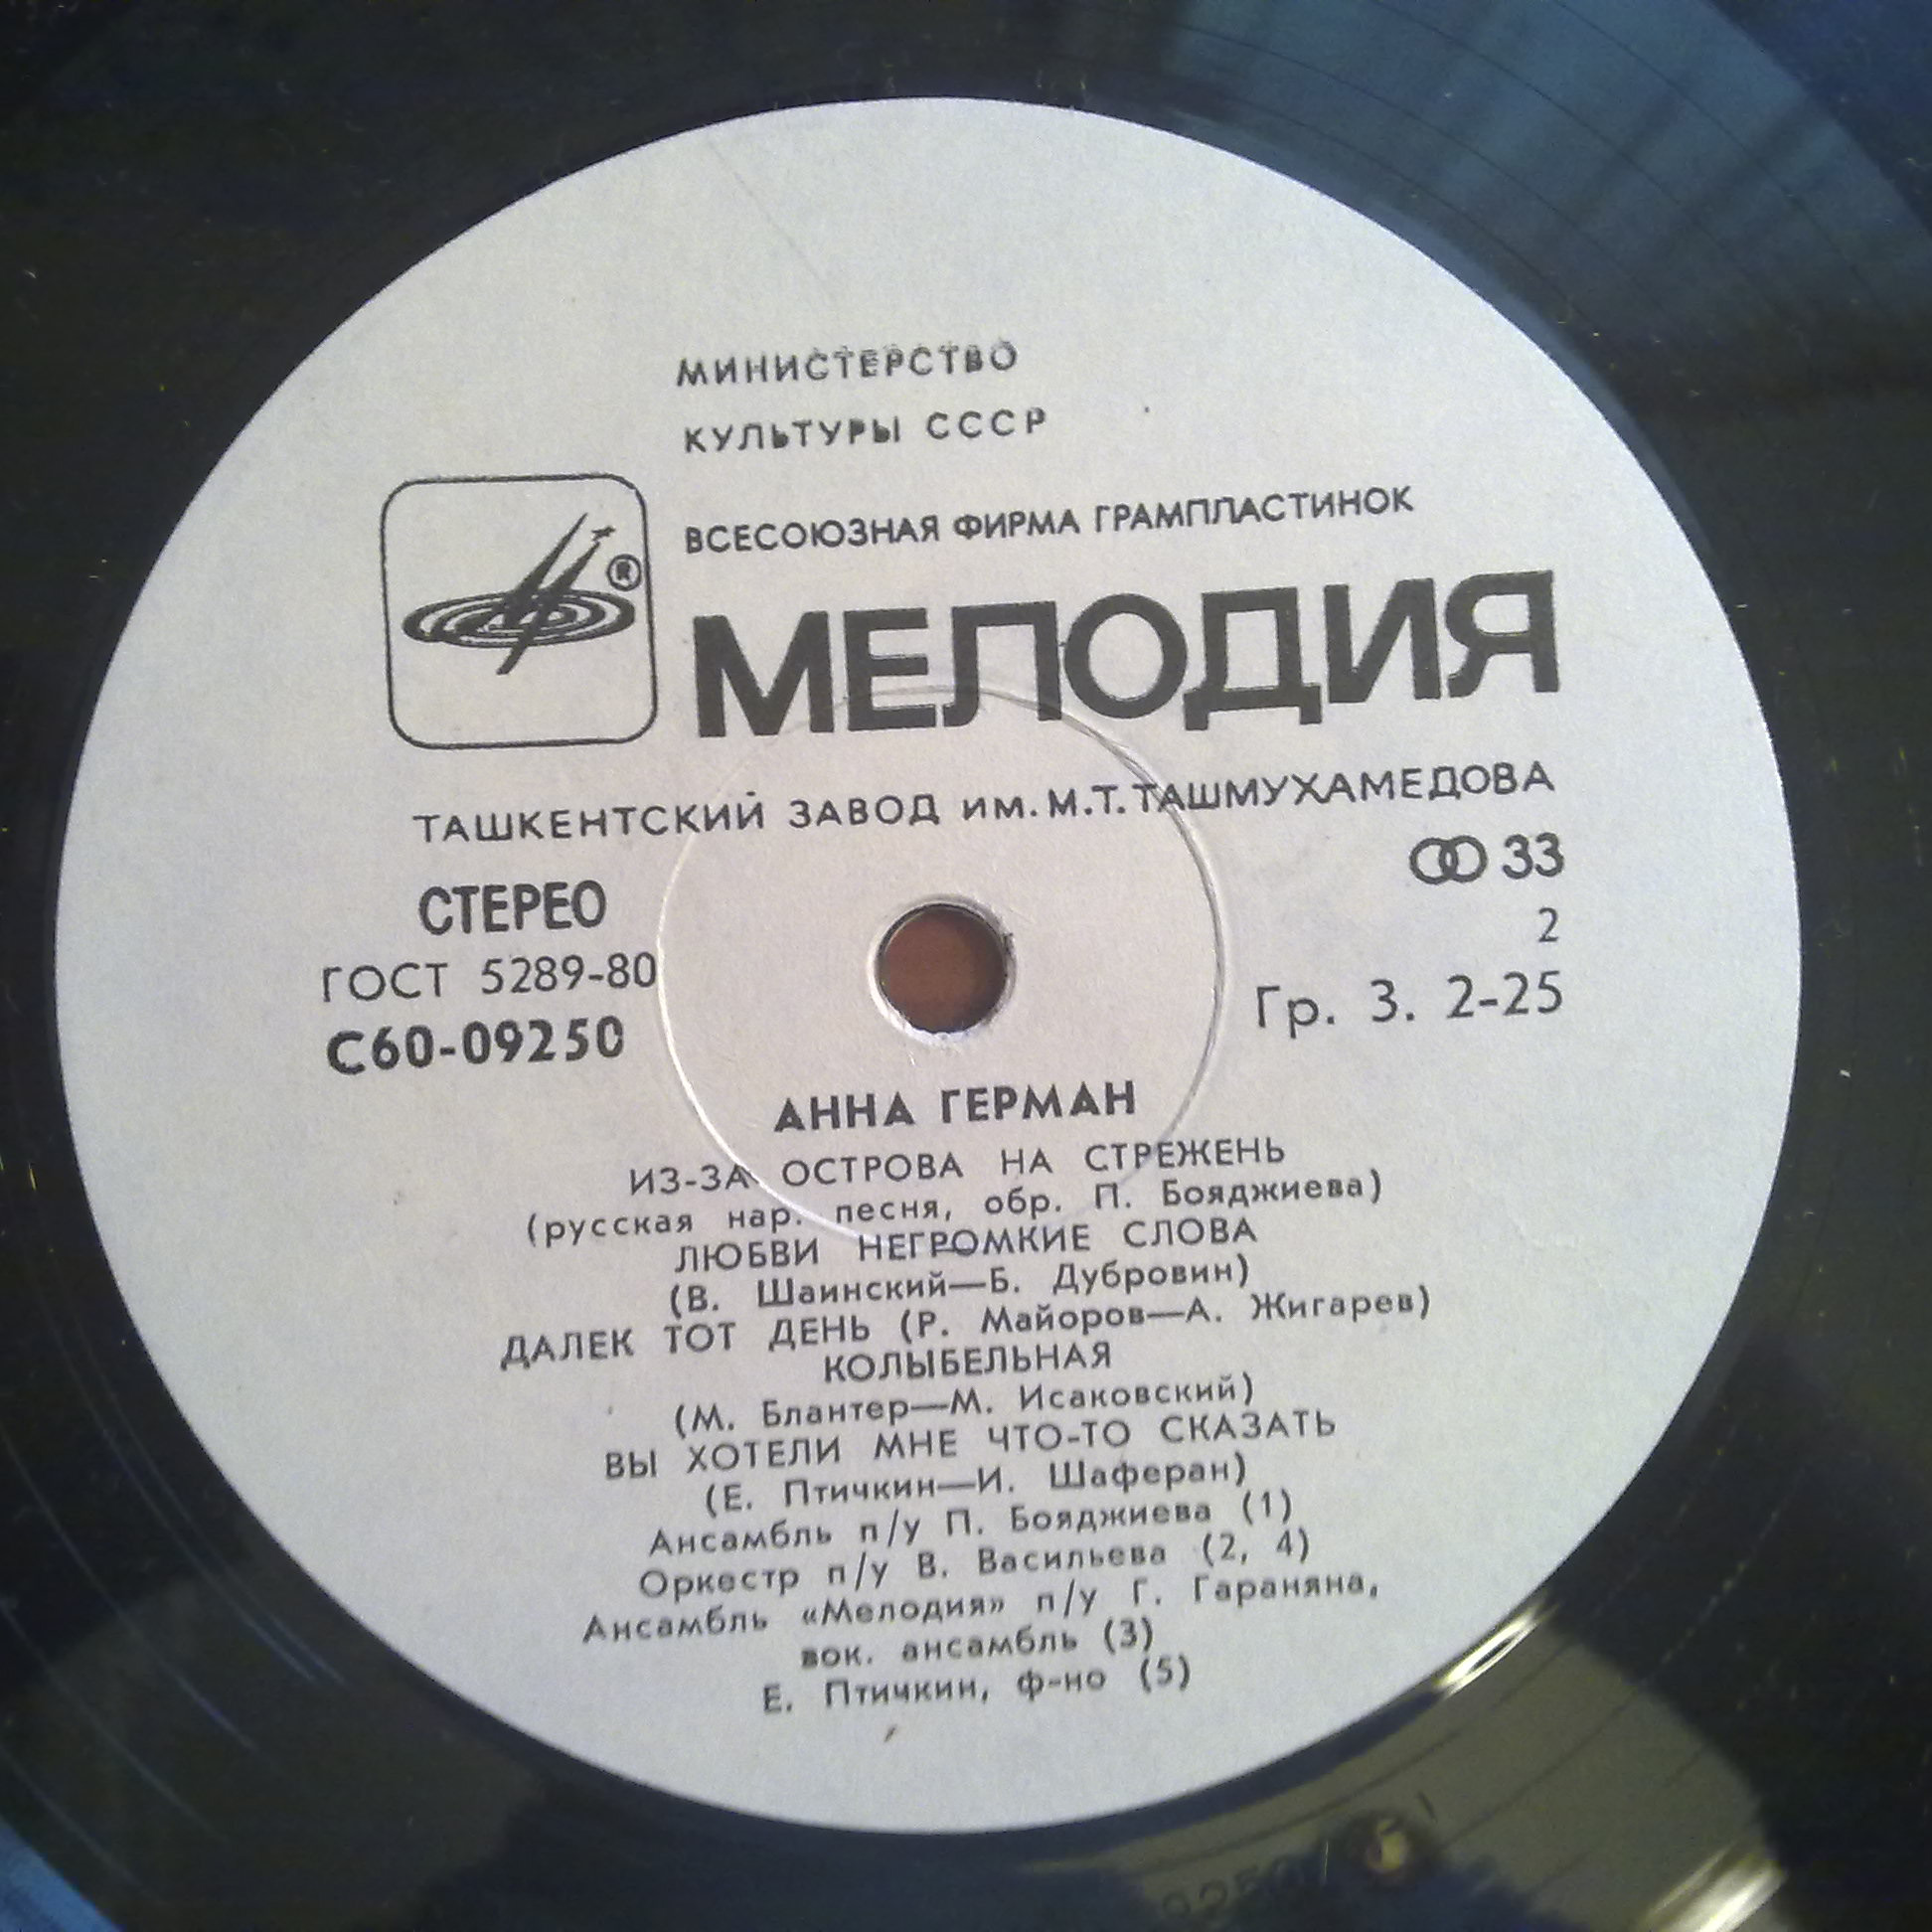 МИНИСТЕРСТВО
КУЛЬТУРЫ СССР
ВСЕСОЮЗНАЯ ФИРМА ГРАМПЛАСТИНОК
®
МЕЛОДИЯ
ТАШКЕНТСКИЙ ЗАВОД им. М.Т. ТАШМУХАМЕДОВА
СТЕРЕО
33
2
ГОСТ 5289-80
Гр. 3. 2-25
С60-09250
АННА ГЕРМАН
ИЗ-ЗА ОСТРОВА НА СТРЕЖЕНЬ
(русская нар. песня, обр. П. Бояджиева)
ЛЮБВИ НЕГРОМКИЕ СЛОВА
(В. Шаинский—Б. Дубровин)
ДАЛЕК ТОТ ДЕНЬ (Р. Майоров—А. Жигарев)
КОЛЫБЕЛЬНАЯ
(М. Блантер—М. Исаковский)
ВЫ ХОТЕЛИ МНЕ ЧТО-ТО СКАЗАТЬ
(Е. Птичкин—И. Шаферан)
Ансамбль п/у П. Бояджиева (1)
Оркестр п/у В. Васильева (2, 4)
Ансамбль «Мелодия» п/у Г. Гараняна,
вок. ансамбль (3)
Е. Птичкин, ф-но (5)